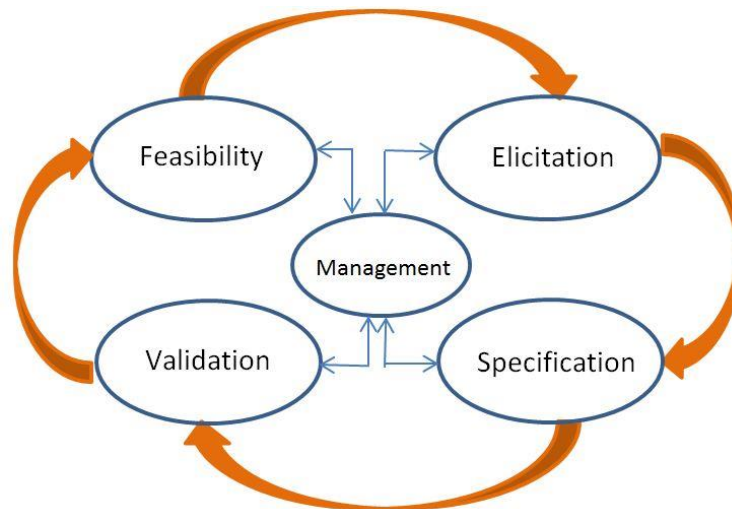 Feasibility
Elicitation
Management
Validation
Specification